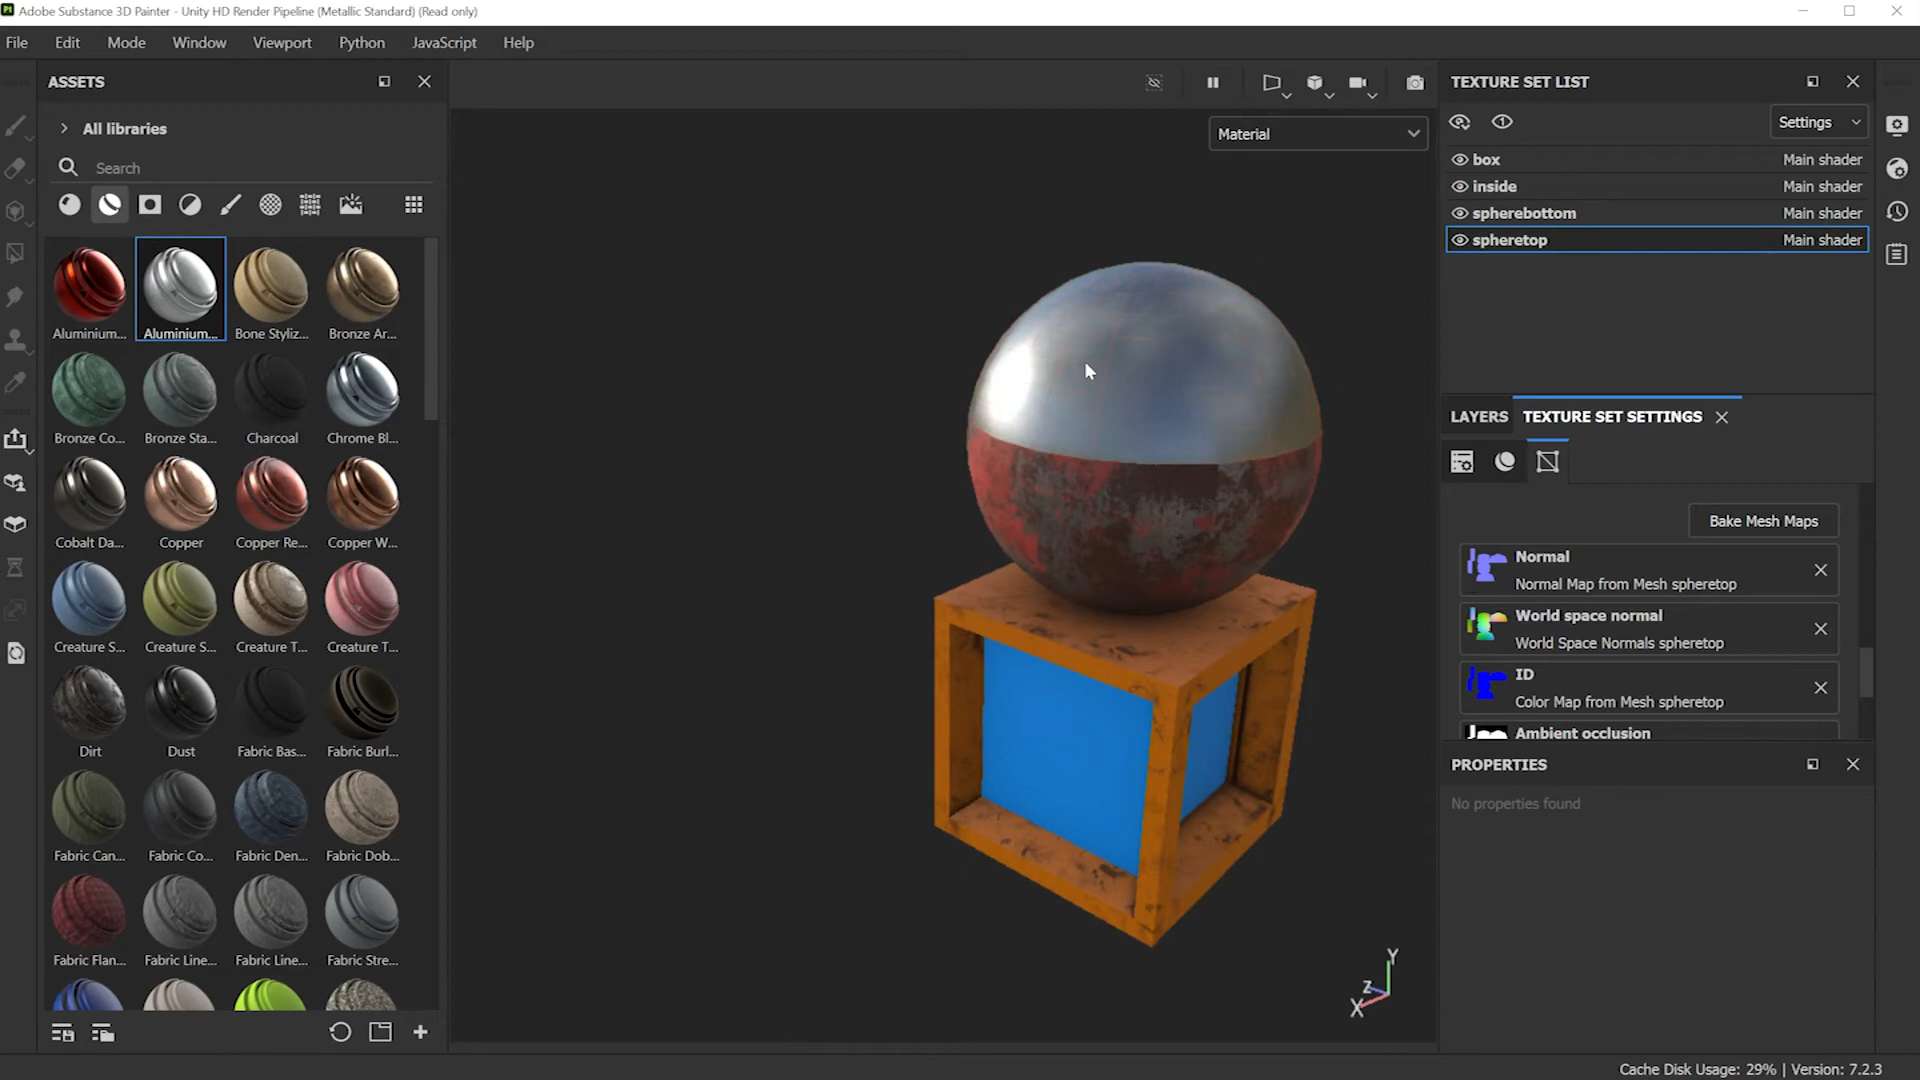 Adobe Substance 3D Painter - Unity HD Render Pipeline (Metallic Standard) (Read only)
File Edit Mode Window Viewport Python JavaScript Help
ASSETS
All libraries
Search
Aluminium... Aluminium... Bone Styliz... Bronze Ar...
Bronze Co... Bronze Sta... Charcoal Chrome Bl...
Cobalt Da... Copper Copper Re... Copper W...
Creature S... Creature S... Creature T... Creature T...
Dirt Dust Fabric Bas... Fabric Burl...
Fabric Can... Fabric Co... Fabric Den... Fabric Dob...
Fabric Flan... Fabric Line... Fabric Line... Fabric Stre...
Material
Y
Z
X
TEXTURE SET LIST
Settings
box Main shader
inside Main shader
spherebottom Main shader
spheretop Main shader
LAYERS TEXTURE SET SETTINGS
Bake Mesh Maps
Normal
Normal Map from Mesh spheretop
World space normal
World Space Normals spheretop
ID
Color Map from Mesh spheretop
Ambient occlusion
PROPERTIES
No properties found
Cache Disk Usage: 29% | Version: 7.2.3